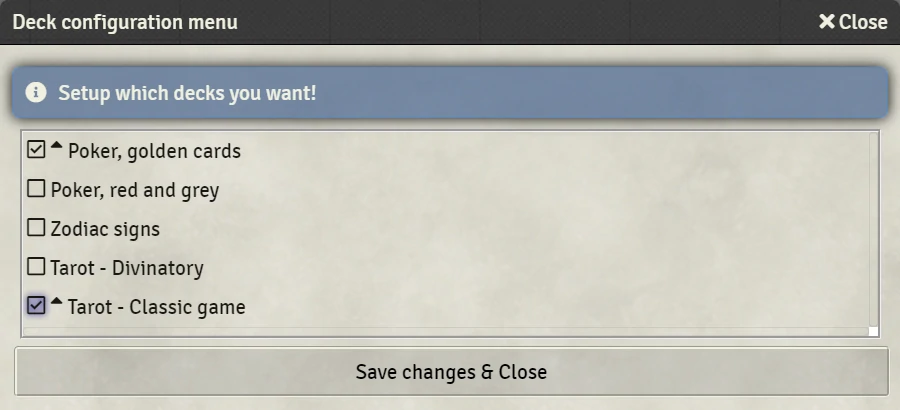 Deck configuration menu
Close
Setup which decks you want!
Poker, golden cards
Poker, red and grey
Zodiac signs
Tarot - Divinatory
Tarot - Classic game
Save changes & Close